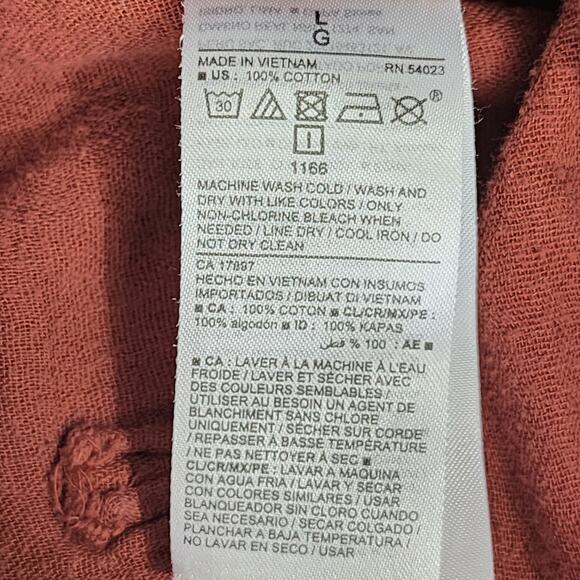 L
G
MADE IN VIETNAM RN 54023
■ US : 100% COTTON
30
®
I
1166
MACHINE WASH COLD / WASH AND
DRY WITH LIKE COLORS / ONLY
NON-CHLORINE BLEACH WHEN
NEEDED / LINE DRY / COOL IRON / DO
NOT DRY CLEAN
CA 17897
HECHO EN VIETNAM CON INSUMOS
IMPORTADOS / DIBUAT DI VIETNAM
■ CA : 100% COTON ■ CL/CR/MX/PE :
100% algodón ■ ID : 100% KAPAS
■ AE : 100 % قطن
■ CA : LAVER À LA MACHINE À L'EAU
FROIDE / LAVER ET SÉCHER AVEC
DES COULEURS SEMBLABLES /
UTILISER AU BESOIN UN AGENT DE
BLANCHIMENT SANS CHLORE
UNIQUEMENT / SÉCHER SUR CORDE
/ REPASSER À BASSE TEMPÉRATURE
/ NE PAS NETTOYER À SEC ■
CL/CR/MX/PE : LAVAR A MAQUINA
CON AGUA FRIA / LAVAR Y SECAR
CON COLORES SIMILARES / USAR
BLANQUEADOR SIN CLORO CUANDO
SEA NECESARIO / SECAR COLGADO /
PLANCHAR A BAJA TEMPERATURA /
NO LAVAR EN SECO / USAR